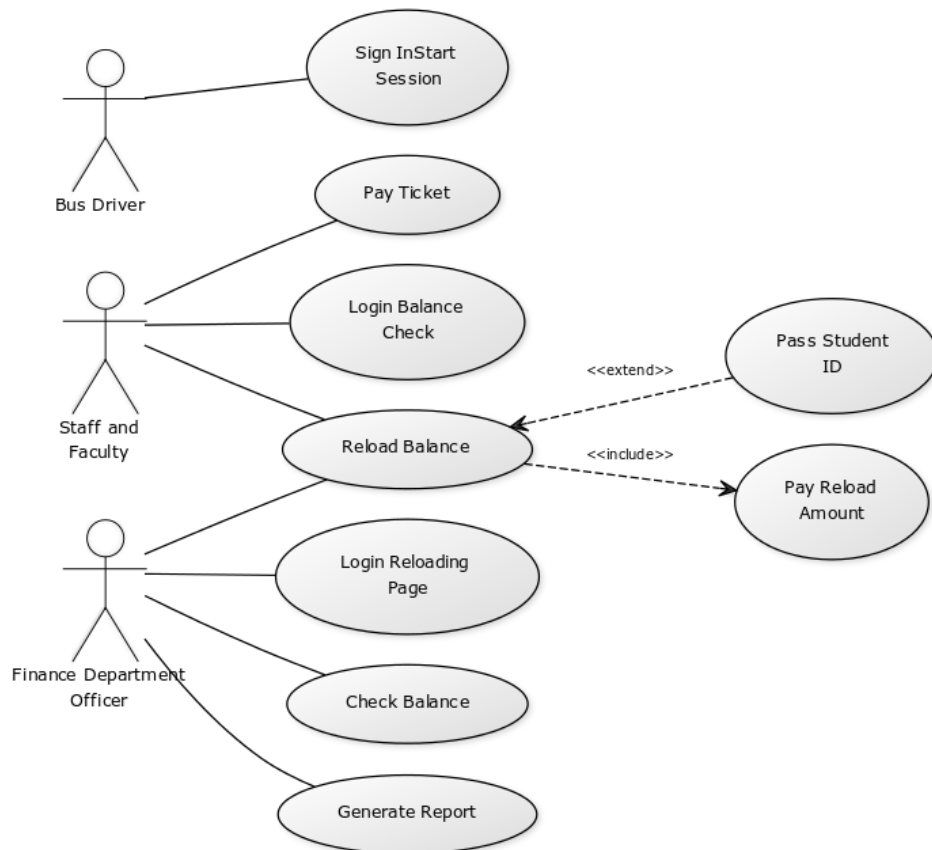 Sign InStart
Session
Bus Driver
Pay Ticket
Login Balance
Check
Staff and
Faculty
Pass Student
ID
<<extend>>
Reload Balance
<<include>>
Pay Reload
Amount
Login Reloading
Page
Finance Department
Officer
Check Balance
Generate Report